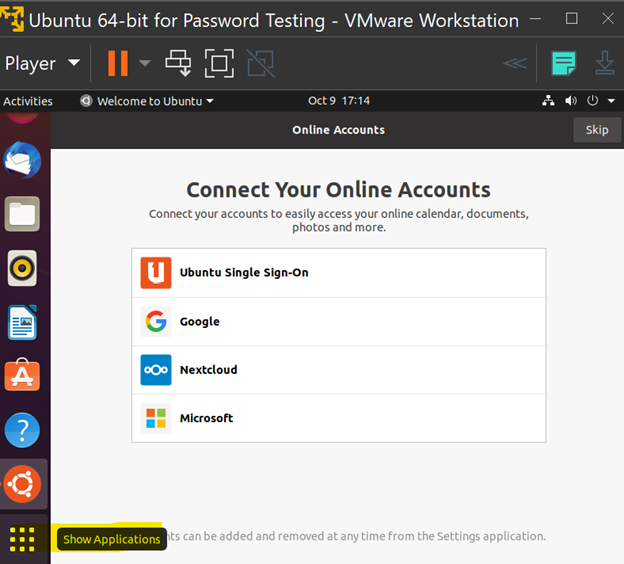 Ubuntu 64-bit for Password Testing - VMware Workstation
Player
Activities
Welcome to Ubuntu
Oct 9 17:14
Online Accounts
Skip
Connect Your Online Accounts
Connect your accounts to easily access your online calendar, documents,
photos and more.
Ubuntu Single Sign-On
Google
Nextcloud
Microsoft
Show Applications
can be added and removed at any time from the Settings application.